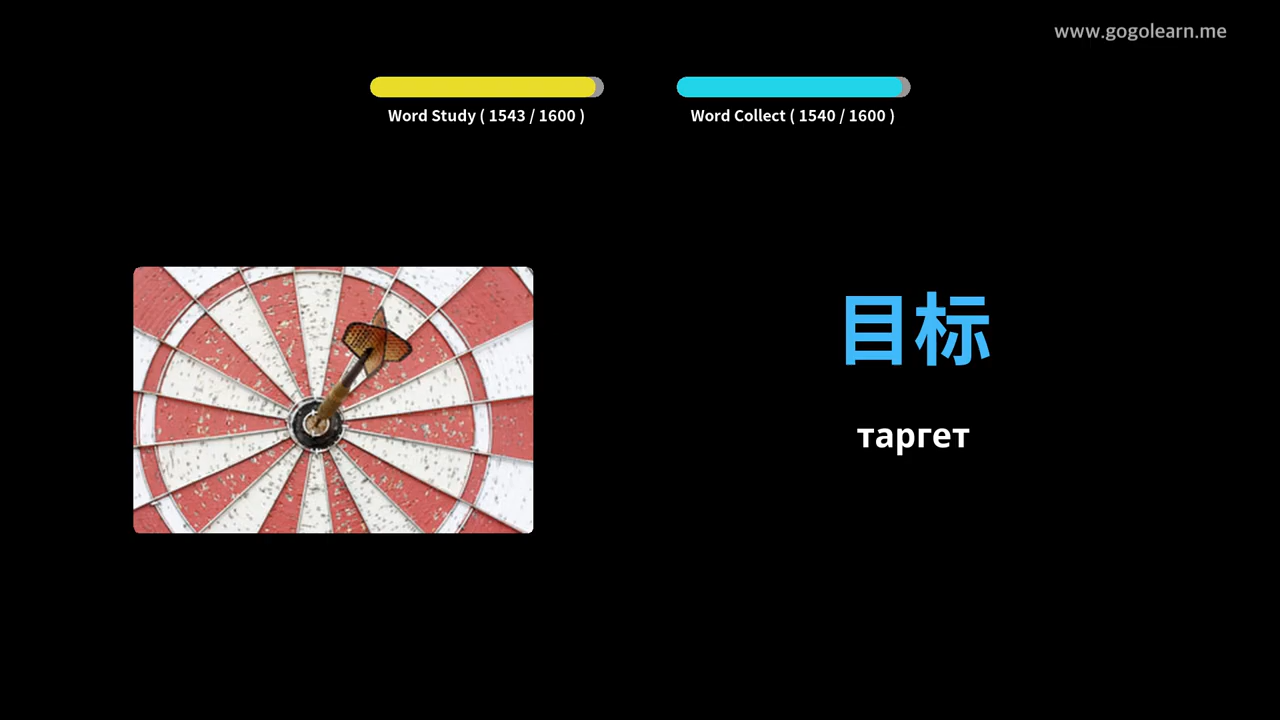 www.gogolearn.me
Word Study ( 1543 / 1600 )
Word Collect ( 1540 / 1600 )
目标
таргет